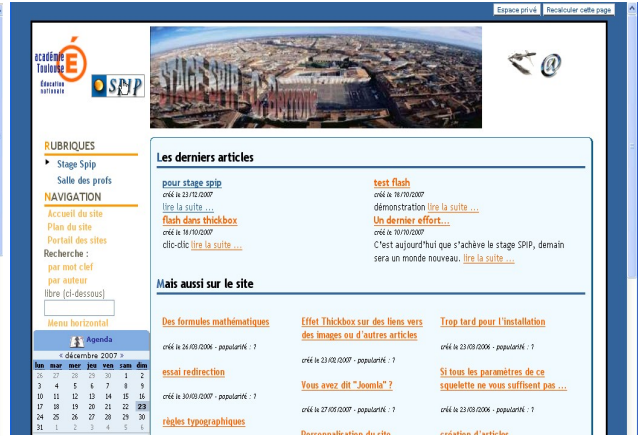 Espace privé Recalculer cette page
académie
Toulouse
Éducation
nationale
SPIP
STAGE SPIP
RUBRIQUES
Stage Spip
Salle des profs
NAVIGATION
Accueil du site
Plan du site
Portail des sites
Recherche :
par mot clef
par auteur
libre (ci-dessous)
Menu horizontal
Agenda
« décembre 2007 »
lun mar mer jeu ven sam dim
26 27 28 29 30 1 2
3 4 5 6 7 8 9
10 11 12 13 14 15 16
17 18 19 20 21 22 23
24 25 26 27 28 29 30
31 1 2 3 4 5 6
Les derniers articles
pour stage spip
créé le 23/12/2007
lire la suite ...
flash dans thickbox
créé le 18/10/2007
clic-clic lire la suite ...
test flash
créé le 18/10/2007
démonstration lire la suite ...
Un dernier effort...
créé le 10/10/2007
C'est aujourd'hui que s'achève le stage SPIP, demain
sera un monde nouveau. lire la suite ...
Mais aussi sur le site
Des formules mathématiques
créé le 26/03/2006 - popularité : ?
essai redirection
créé le 30/03/2007 - popularité : ?
règles typographiques
Effet Thickbox sur des liens vers
des images ou d'autres articles
créé le 23/02/2007 - popularité : ?
Vous avez dit "Joomla" ?
créé le 27/05/2007 - popularité : ?
Personnalisation du site
Trop tard pour l'installation
créé le 23/03/2006 - popularité : ?
Si tous les paramètres de ce
squelette ne vous suffisent pas ...
créé le 23/03/2006 - popularité : ?
création d'articles